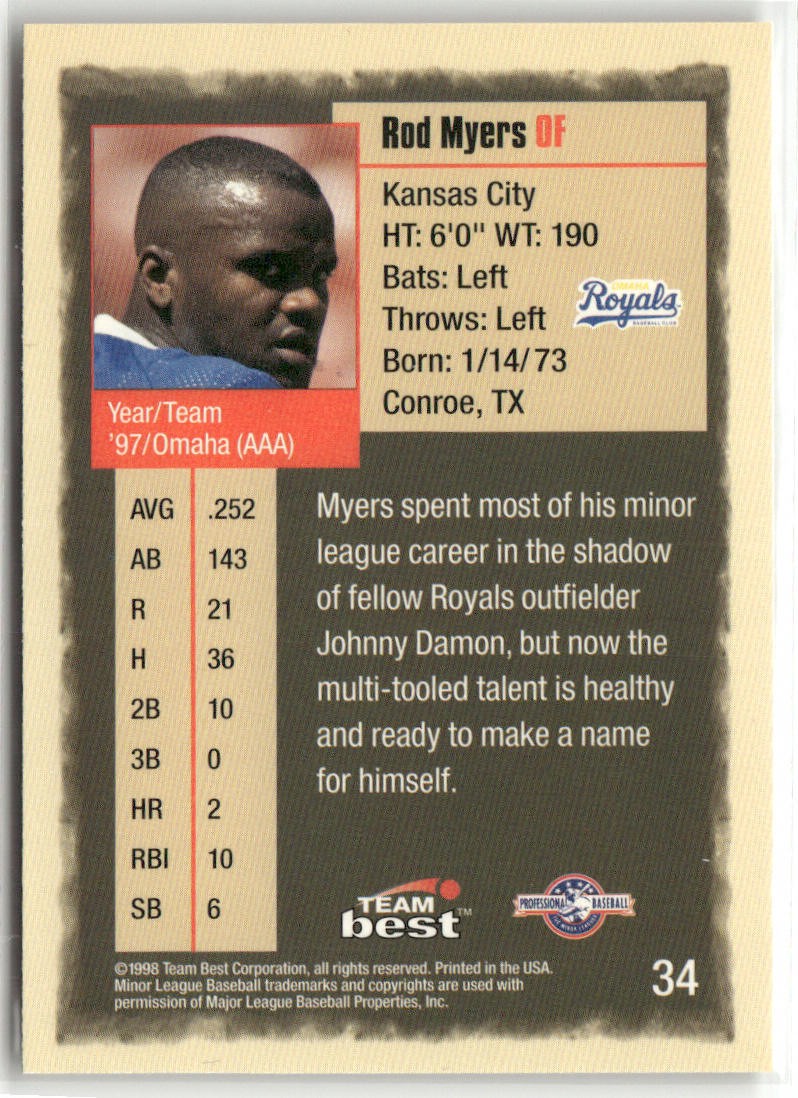 Rod Myers OF
Kansas City
HT: 6'0" WT: 190
Bats: Left
Throws: Left
Born: 1/14/73
Conroe, TX
OMAHA
Royals
BASEBALL CLUB
Year/Team
'97/Omaha (AAA)
AVG .252
AB 143
R 21
H 36
2B 10
3B 0
HR 2
RBI 10
SB 6
Myers spent most of his minor
league career in the shadow
of fellow Royals outfielder
Johnny Damon, but now the
multi-tooled talent is healthy
and ready to make a name
for himself.
TEAM
best™
PROFESSIONAL BASEBALL
THE MINOR LEAGUES
©1998 Team Best Corporation, all rights reserved. Printed in the USA.
Minor League Baseball trademarks and copyrights are used with
permission of Major League Baseball Properties, Inc.
34